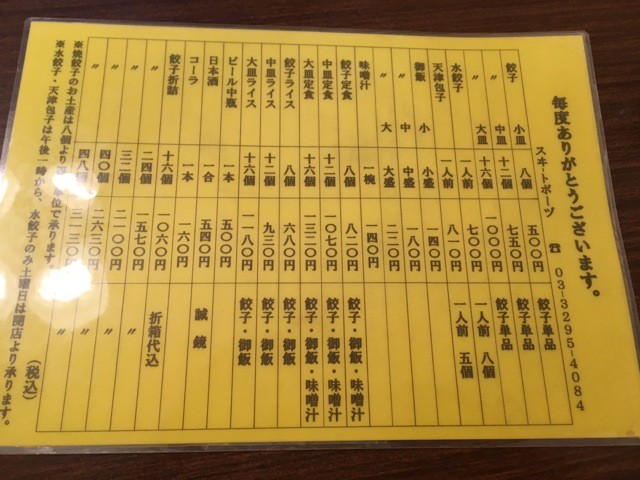 毎度ありがとうございます。
スヰートポーヅ ☎ 03-3295-4084
餃子 小皿 八個 五〇〇円 餃子単品
〃 中皿 十二個 七五〇円 餃子単品
〃 大皿 十六個 一〇〇〇円 餃子単品
水餃子 一人前 七〇〇円 一人前 八個
天津包子 一人前 八一〇円 一人前 五個
御飯 小 小盛 一四〇円
〃 中 中盛 一八〇円
〃 大 大盛 二二〇円
味噌汁 一椀 一四〇円
餃子定食 八個 八二〇円 餃子・御飯・味噌汁
中皿定食 十二個 一〇七〇円 餃子・御飯・味噌汁
大皿定食 十六個 一三二〇円 餃子・御飯・味噌汁
餃子ライス 八個 六八〇円 餃子・御飯
中皿ライス 十二個 九三〇円 餃子・御飯
大皿ライス 十六個 一一八〇円 餃子・御飯
ビール中瓶 一本 五〇〇円
日本酒 一合 五四〇円 誠鏡
コーラ 一本 一六〇円
餃子折詰 十六個 一〇六〇円 折箱代込
〃 二四個 一五七〇円 〃
〃 三二個 二一〇〇円 〃
〃 四〇個 二六三〇円 〃
〃 四八個 三一三〇円 〃
※焼餃子のお土産は八個より単位で承ります。 (税込)
※水餃子・天津包子は午後一時から、水餃子のみ土曜日は開店より承ります。